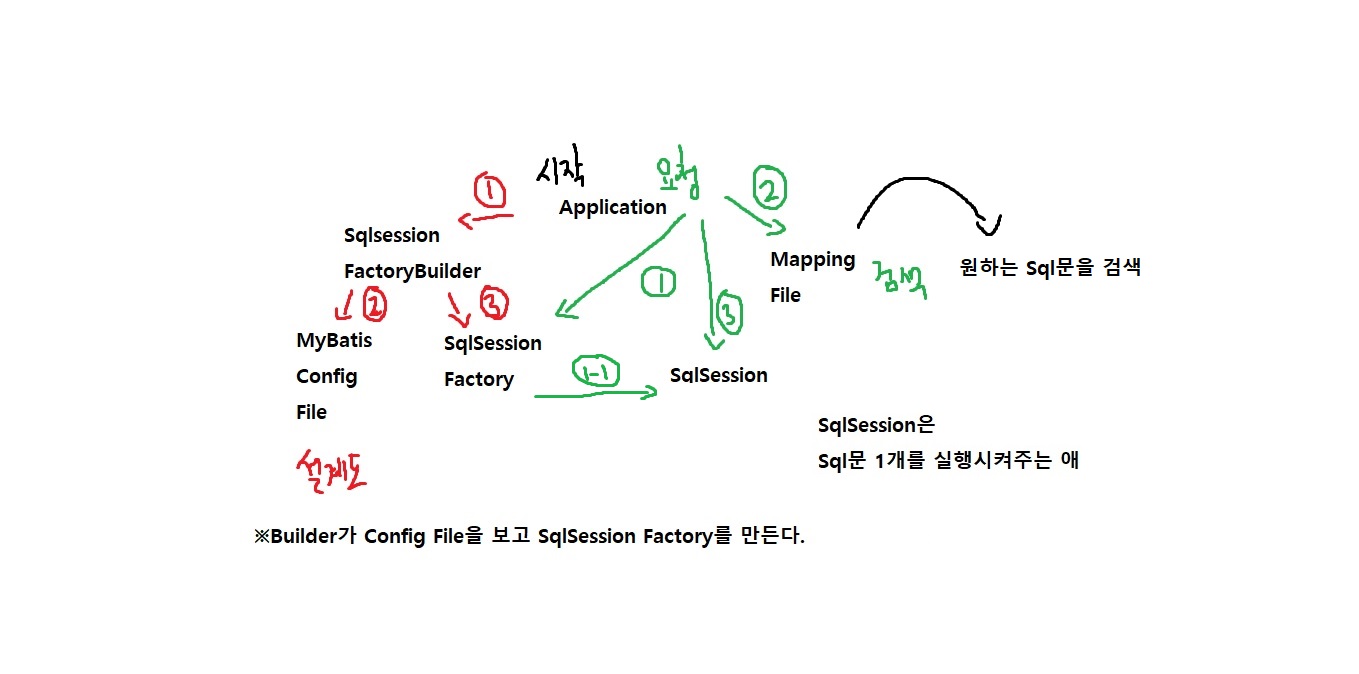 시작
요청
①
②
Application
Sqlsession
FactoryBuilder
Mapping
File
검색
원하는 Sql문을 검색
②
③
①
③
MyBatis
Config
File
SqlSession
Factory
1-1
SqlSession
설계도
SqlSession은
Sql문 1개를 실행시켜주는 애
※Builder가 Config File을 보고 SqlSession Factory를 만든다.